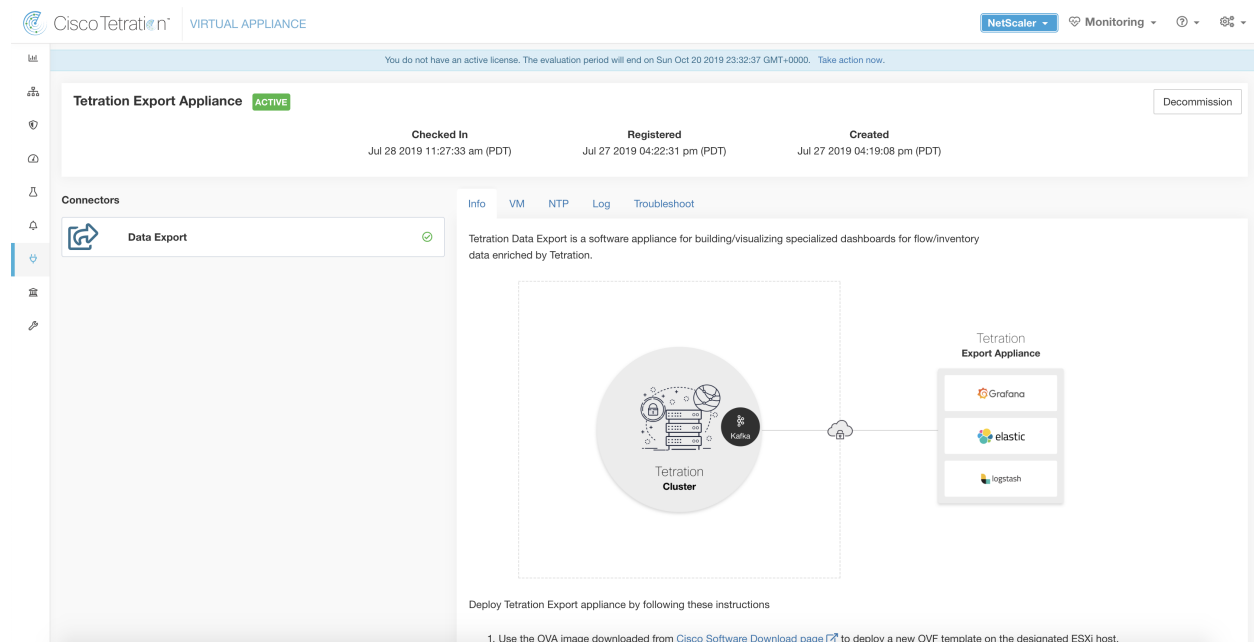 Cisco Tetration™ VIRTUAL APPLIANCE NetScaler Monitoring
You do not have an active license. The evaluation period will end on Sun Oct 20 2019 23:32:37 GMT+0000. Take action now.
Tetration Export Appliance ACTIVE Decommission
Checked In Registered Created
Jul 28 2019 11:27:33 am (PDT) Jul 27 2019 04:22:31 pm (PDT) Jul 27 2019 04:19:08 pm (PDT)
Connectors
Data Export
Info VM NTP Log Troubleshoot
Tetration Data Export is a software appliance for building/visualizing specialized dashboards for flow/inventory
data enriched by Tetration.
Kafka
Tetration
Cluster
Tetration
Export Appliance
Grafana
elastic
logstash
Deploy Tetration Export appliance by following these instructions
1. Use the OVA image downloaded from Cisco Software Download page to deploy a new OVF template on the designated ESXi host.